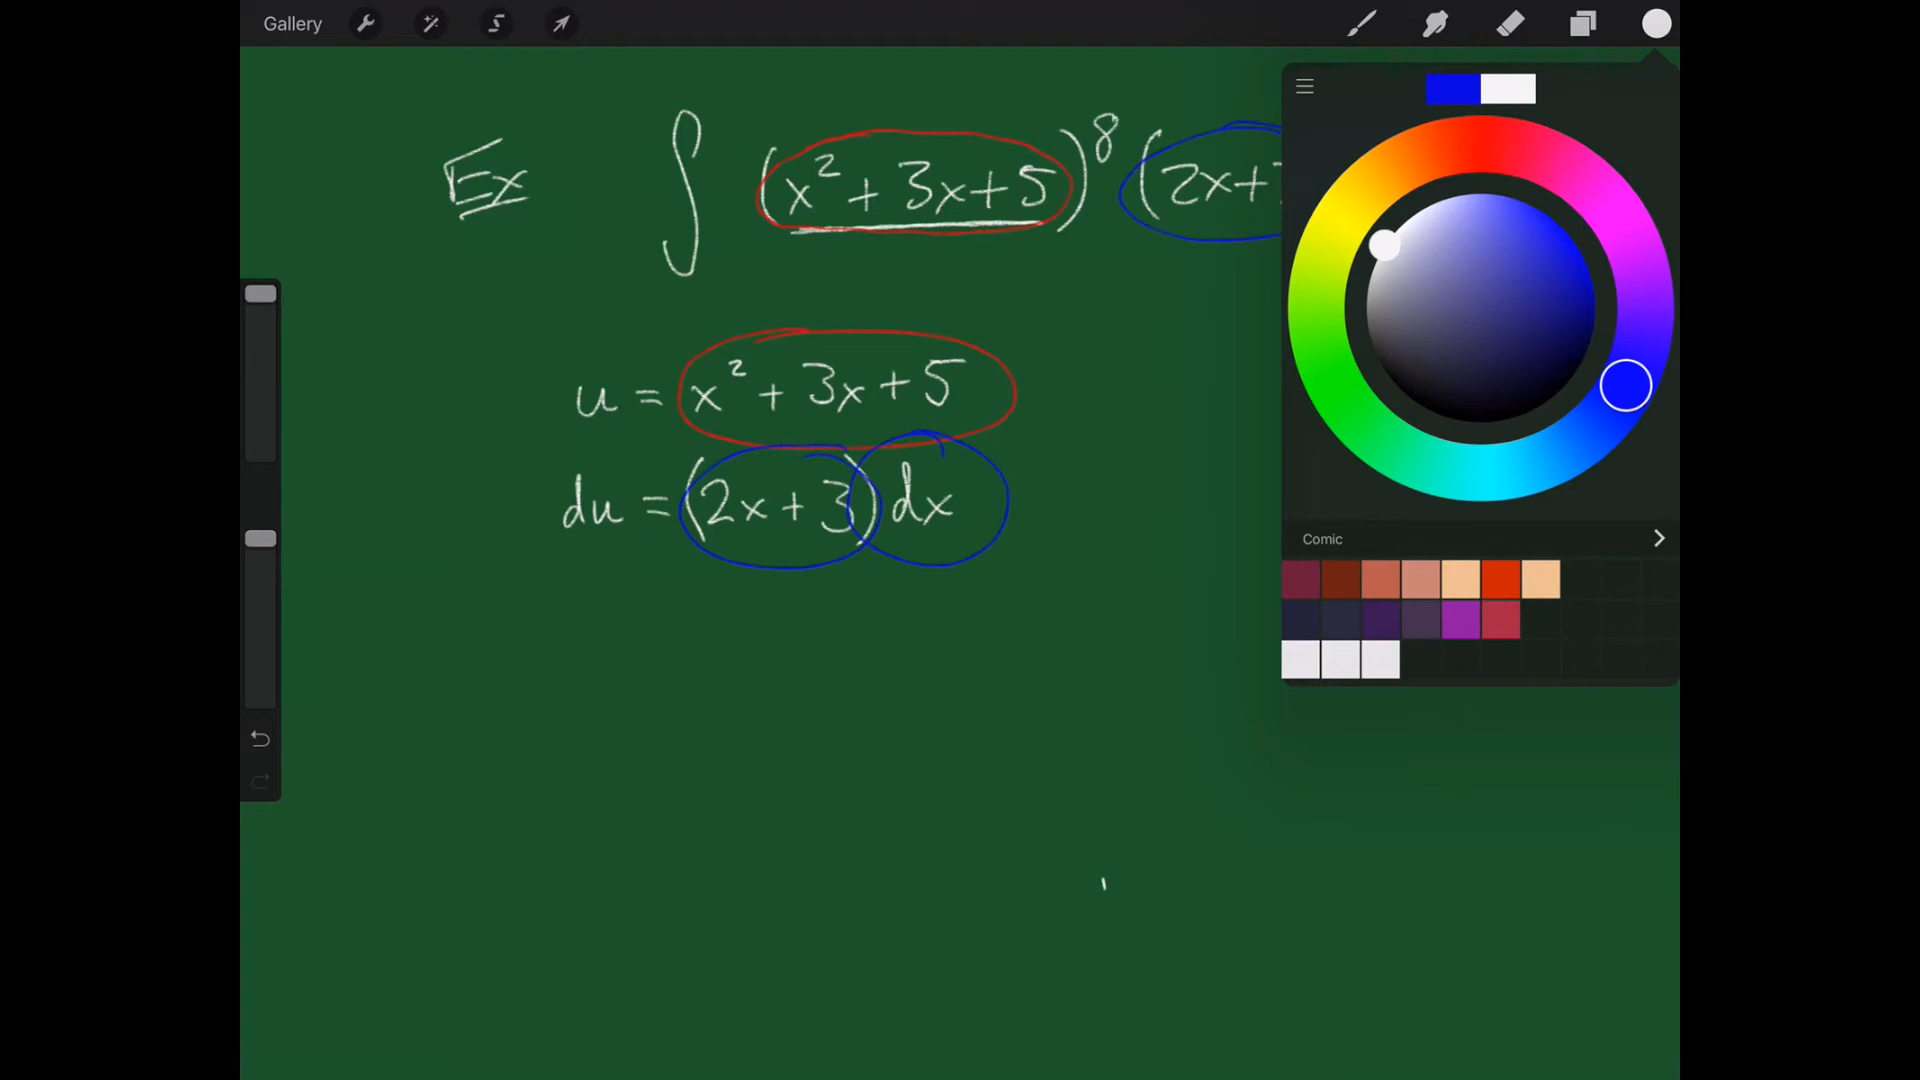 Gallery
Ex ∫ (x² + 3x + 5)⁸ (2x +
u = x² + 3x + 5
du = (2x + 3) dx
Comic